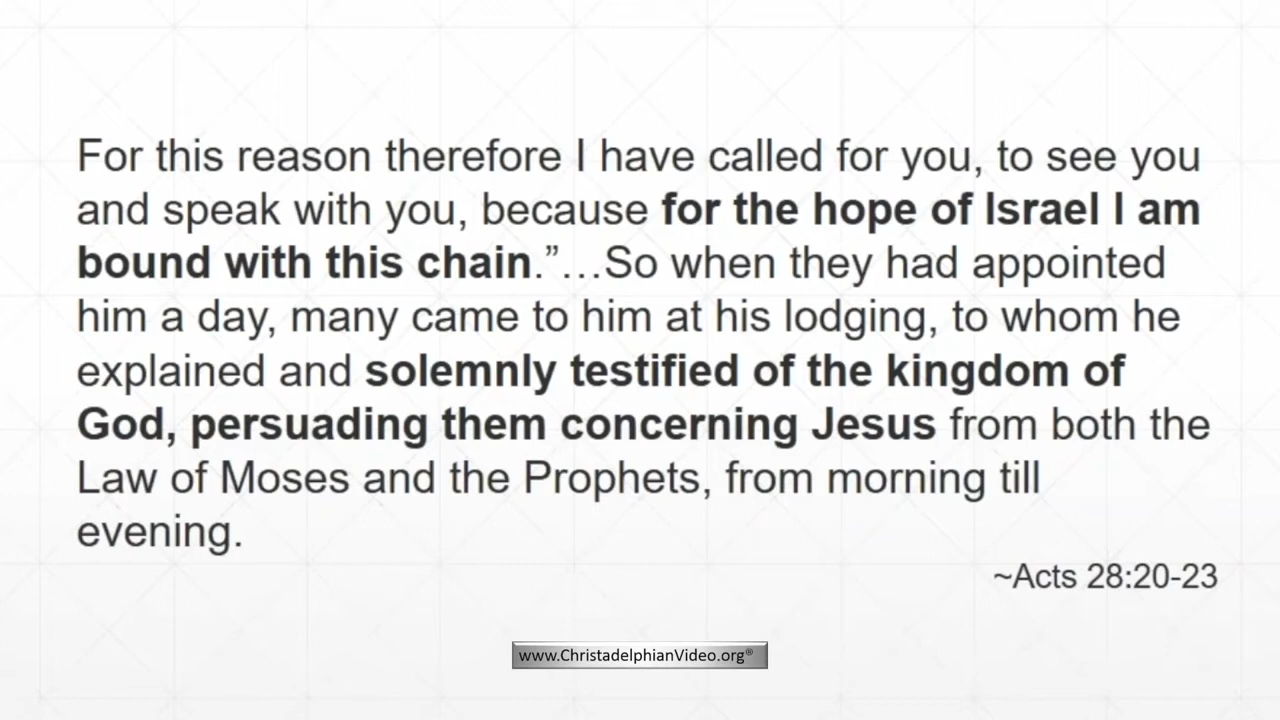 For this reason therefore I have called for you, to see you
and speak with you, because for the hope of Israel I am
bound with this chain.”…So when they had appointed
him a day, many came to him at his lodging, to whom he
explained and solemnly testified of the kingdom of
God, persuading them concerning Jesus from both the
Law of Moses and the Prophets, from morning till
evening.
~Acts 28:20-23
www.ChristadelphianVideo.org®